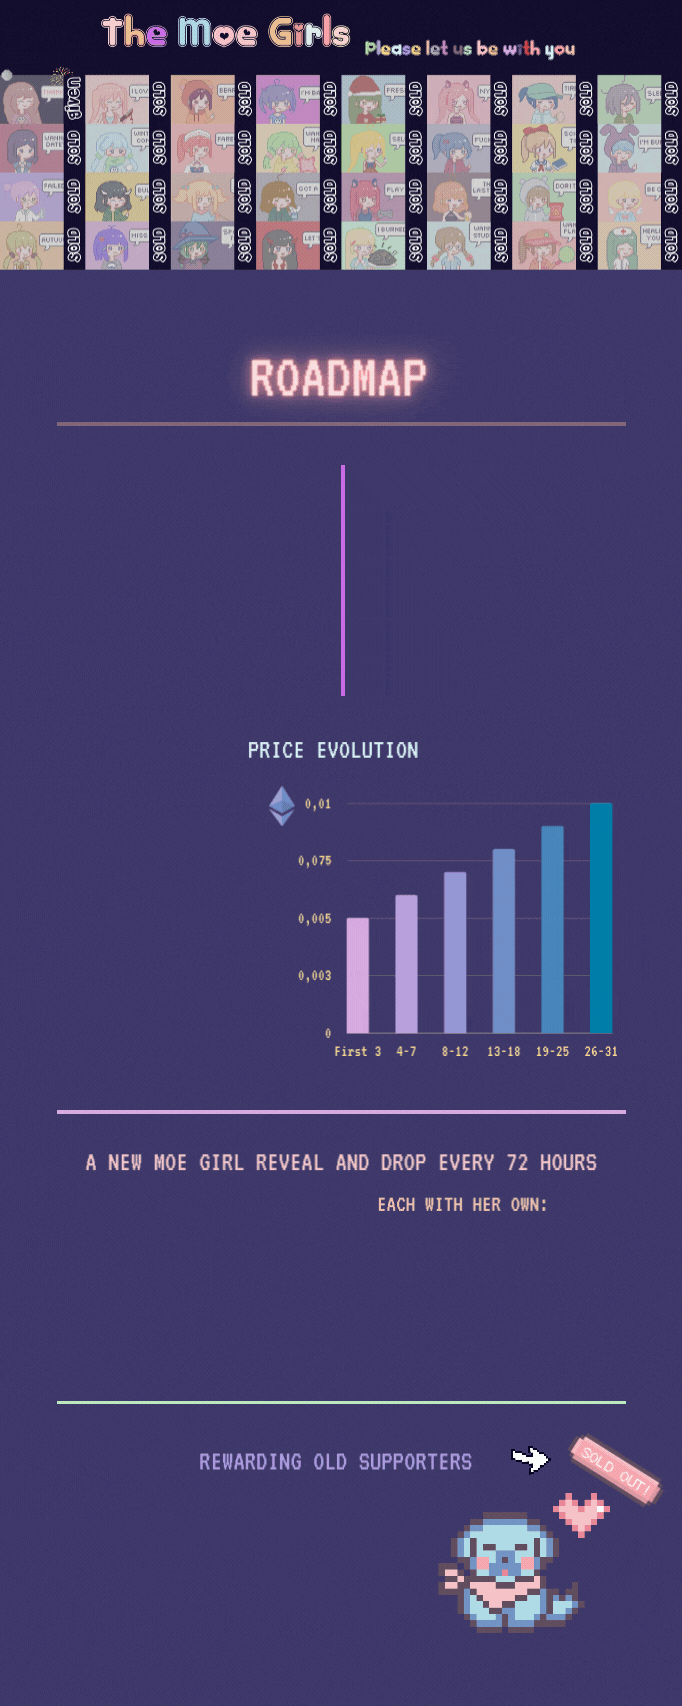 The Moe Girls
Please let us be with you
given SOLD SOLD SOLD SOLD SOLD SOLD SOLD
SOLD SOLD SOLD SOLD SOLD SOLD SOLD SOLD
SOLD SOLD SOLD SOLD SOLD SOLD SOLD SOLD
SOLD SOLD SOLD SOLD SOLD SOLD SOLD SOLD
ROADMAP
PRICE EVOLUTION
0,01
0,075
0,005
0,003
0
First 3 4-7 8-12 13-18 19-25 26-31
A NEW MOE GIRL REVEAL AND DROP EVERY 72 HOURS
EACH WITH HER OWN:
REWARDING OLD SUPPORTERS
SOLD OUT!